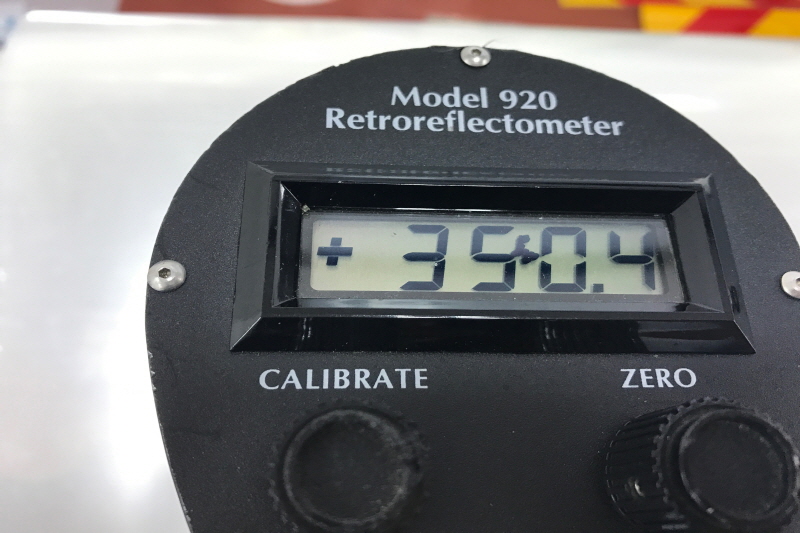 Model 920
Retroreflectometer
+ 350.4
CALIBRATE
ZERO